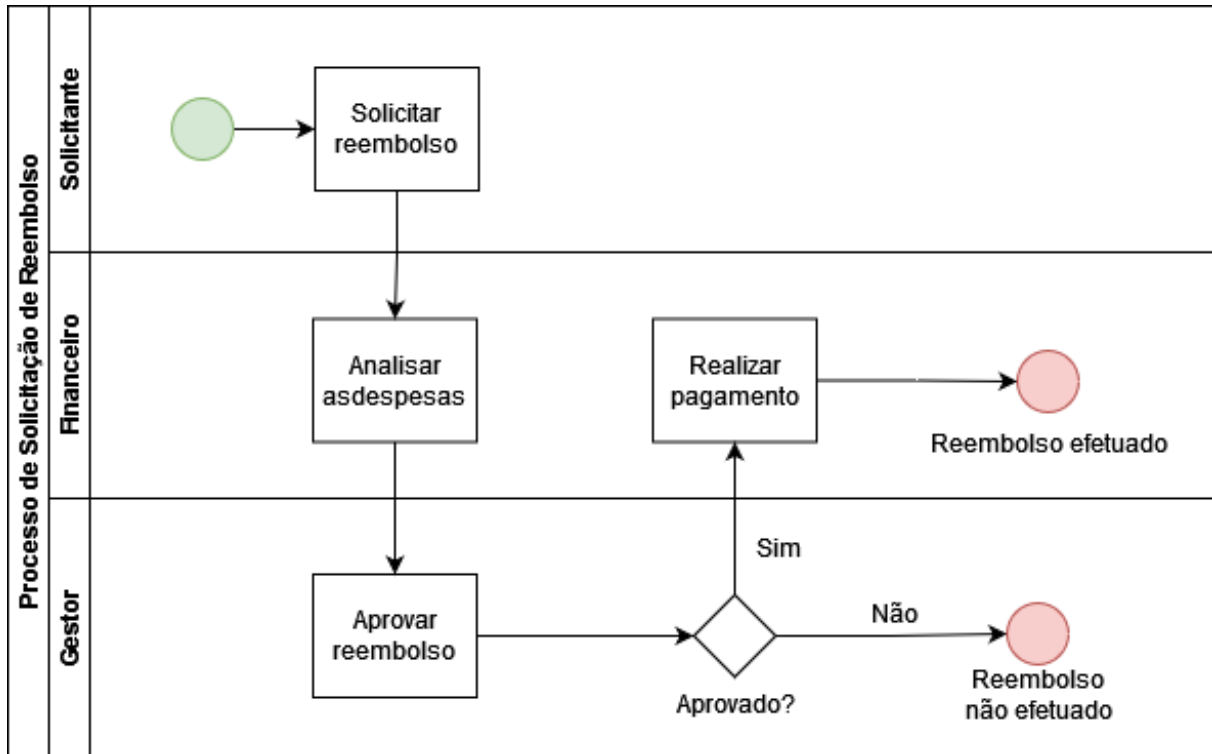 Processo de Solicitação de Reembolso
Solicitante
Solicitar
reembolso
Financeiro
Analisar
asdespesas
Realizar
pagamento
Reembolso efetuado
Gestor
Aprovar
reembolso
Sim
Aprovado?
Não
Reembolso
não efetuado